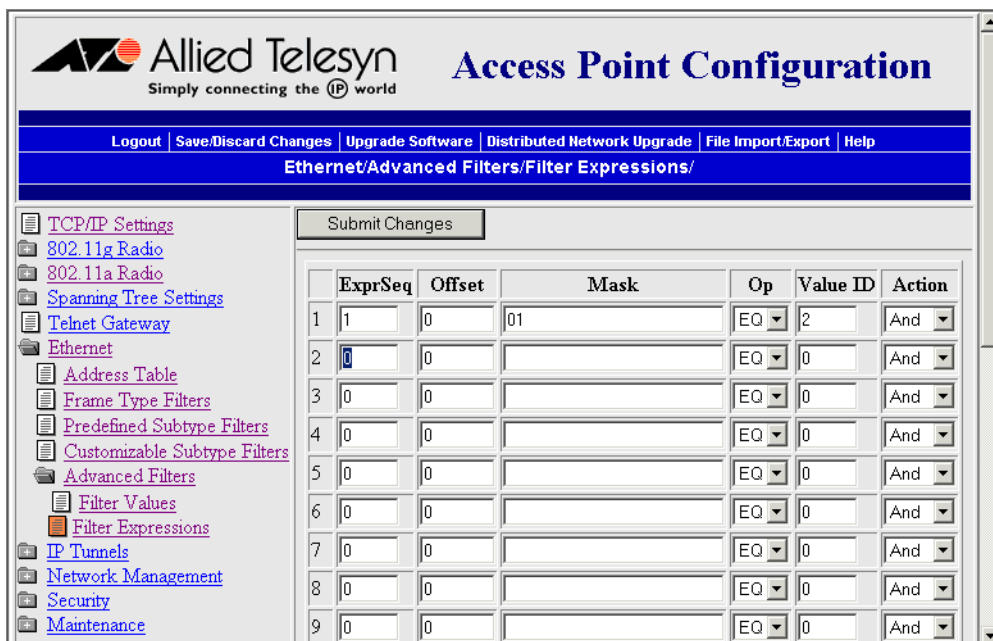 Allied Telesyn
Simply connecting the IP world
Access Point Configuration
Logout | Save/Discard Changes | Upgrade Software | Distributed Network Upgrade | File Import/Export | Help
Ethernet/Advanced Filters/Filter Expressions/
TCP/IP Settings
802.11g Radio
802.11a Radio
Spanning Tree Settings
Telnet Gateway
Ethernet
Address Table
Frame Type Filters
Predefined Subtype Filters
Customizable Subtype Filters
Advanced Filters
Filter Values
Filter Expressions
IP Tunnels
Network Management
Security
Maintenance
Submit Changes
ExprSeq Offset Mask Op Value ID Action
1 1 0 01 EQ 2 And
2 0 0 EQ 0 And
3 0 0 EQ 0 And
4 0 0 EQ 0 And
5 0 0 EQ 0 And
6 0 0 EQ 0 And
7 0 0 EQ 0 And
8 0 0 EQ 0 And
9 0 0 EQ 0 And